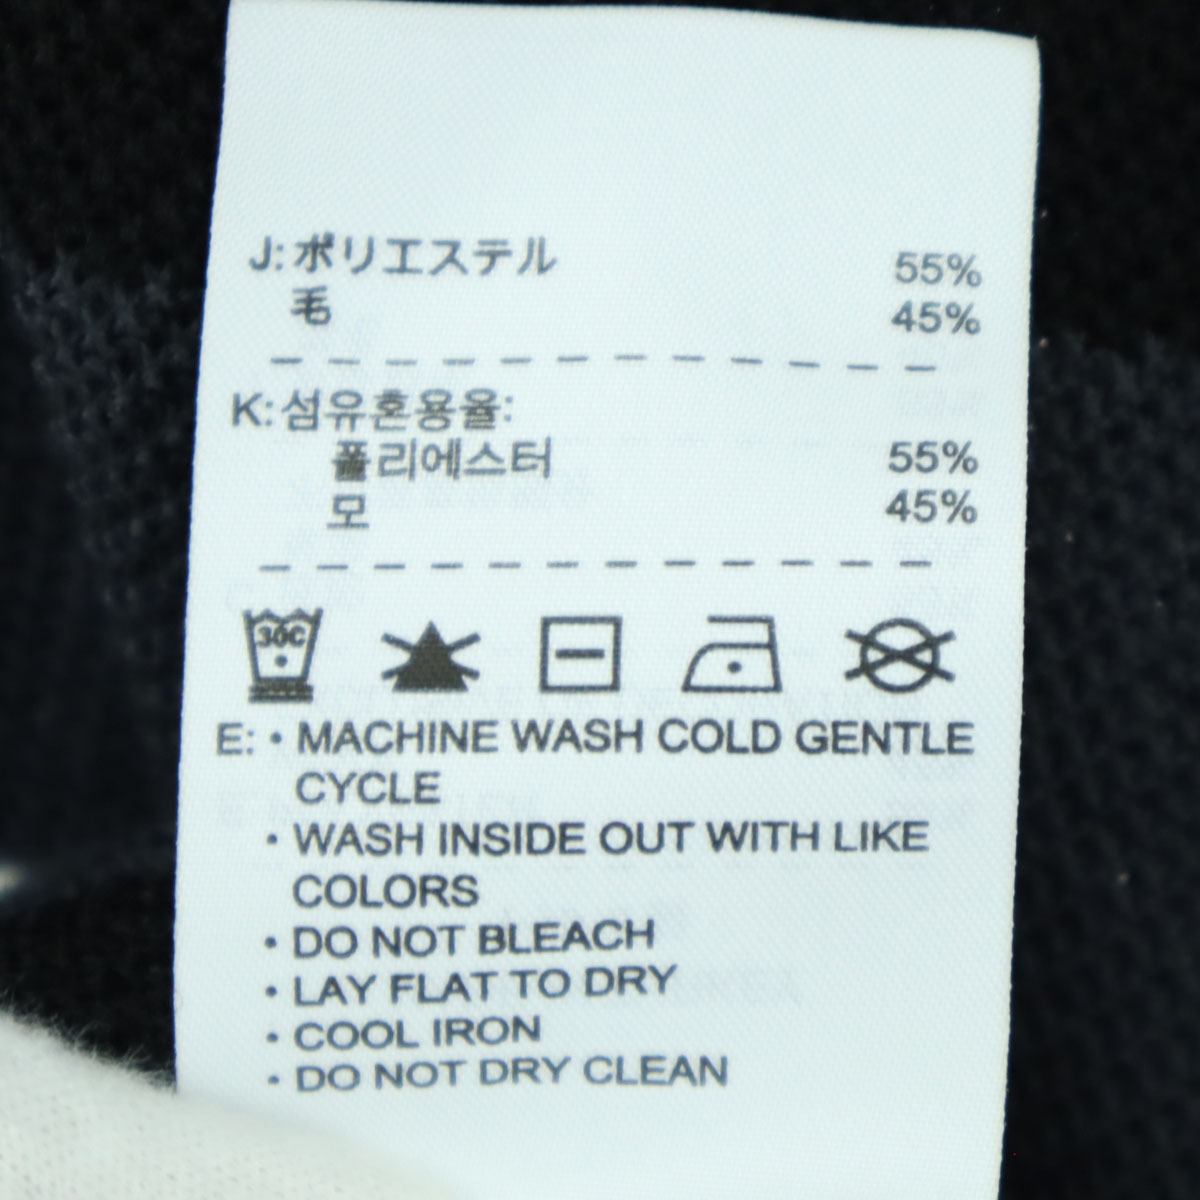 J: ポリエステル 55%
毛 45%
K: 섬유혼용율:
폴리에스터 55%
모 45%
30C
E: • MACHINE WASH COLD GENTLE
CYCLE
• WASH INSIDE OUT WITH LIKE
COLORS
• DO NOT BLEACH
• LAY FLAT TO DRY
• COOL IRON
• DO NOT DRY CLEAN